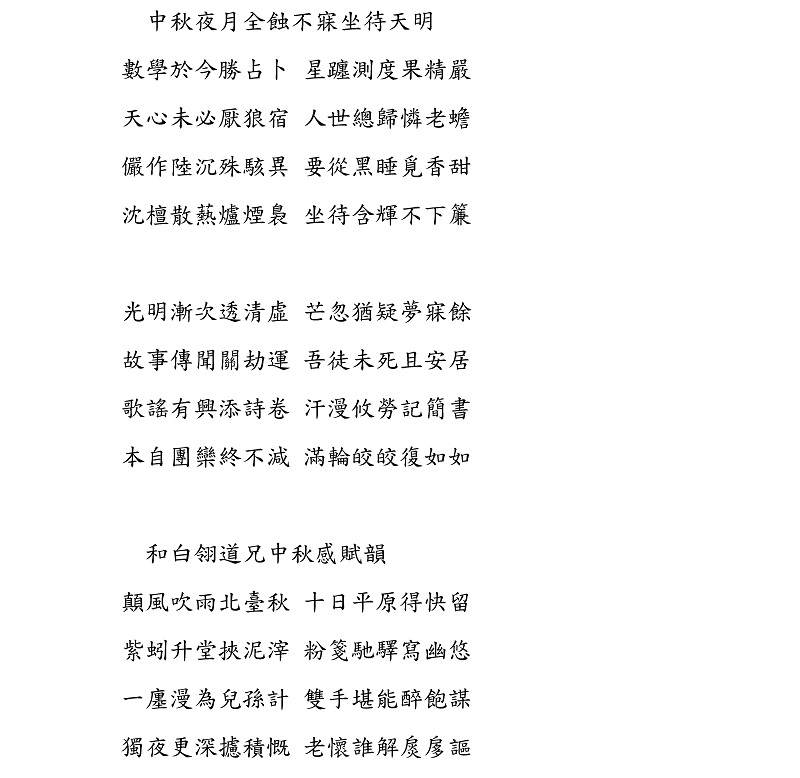 中秋夜月全蝕不寐坐待天明
數學於今勝占卜 星躔測度果精嚴
天心未必厭狼宿 人世總歸憐老蟾
儼作陸沉殊駭異 要從黑睡覓香甜
沈檀散爇爐煙裊 坐待含輝不下簾
光明漸次透清虛 芒忽猶疑夢寐餘
故事傳聞關劫運 吾徒未死且安居
歌謠有興添詩卷 汗漫攸勞記簡書
本自團欒終不減 滿輪皎皎復如如
和白翎道兄中秋感賦韻
顛風吹雨北臺秋 十日平原得快留
紫蚓升堂挾泥滓 粉箋馳驛寫幽悠
一廛漫為兒孫計 雙手堪能醉飽謀
獨夜更深攄積慨 老懷誰解扊扅謳